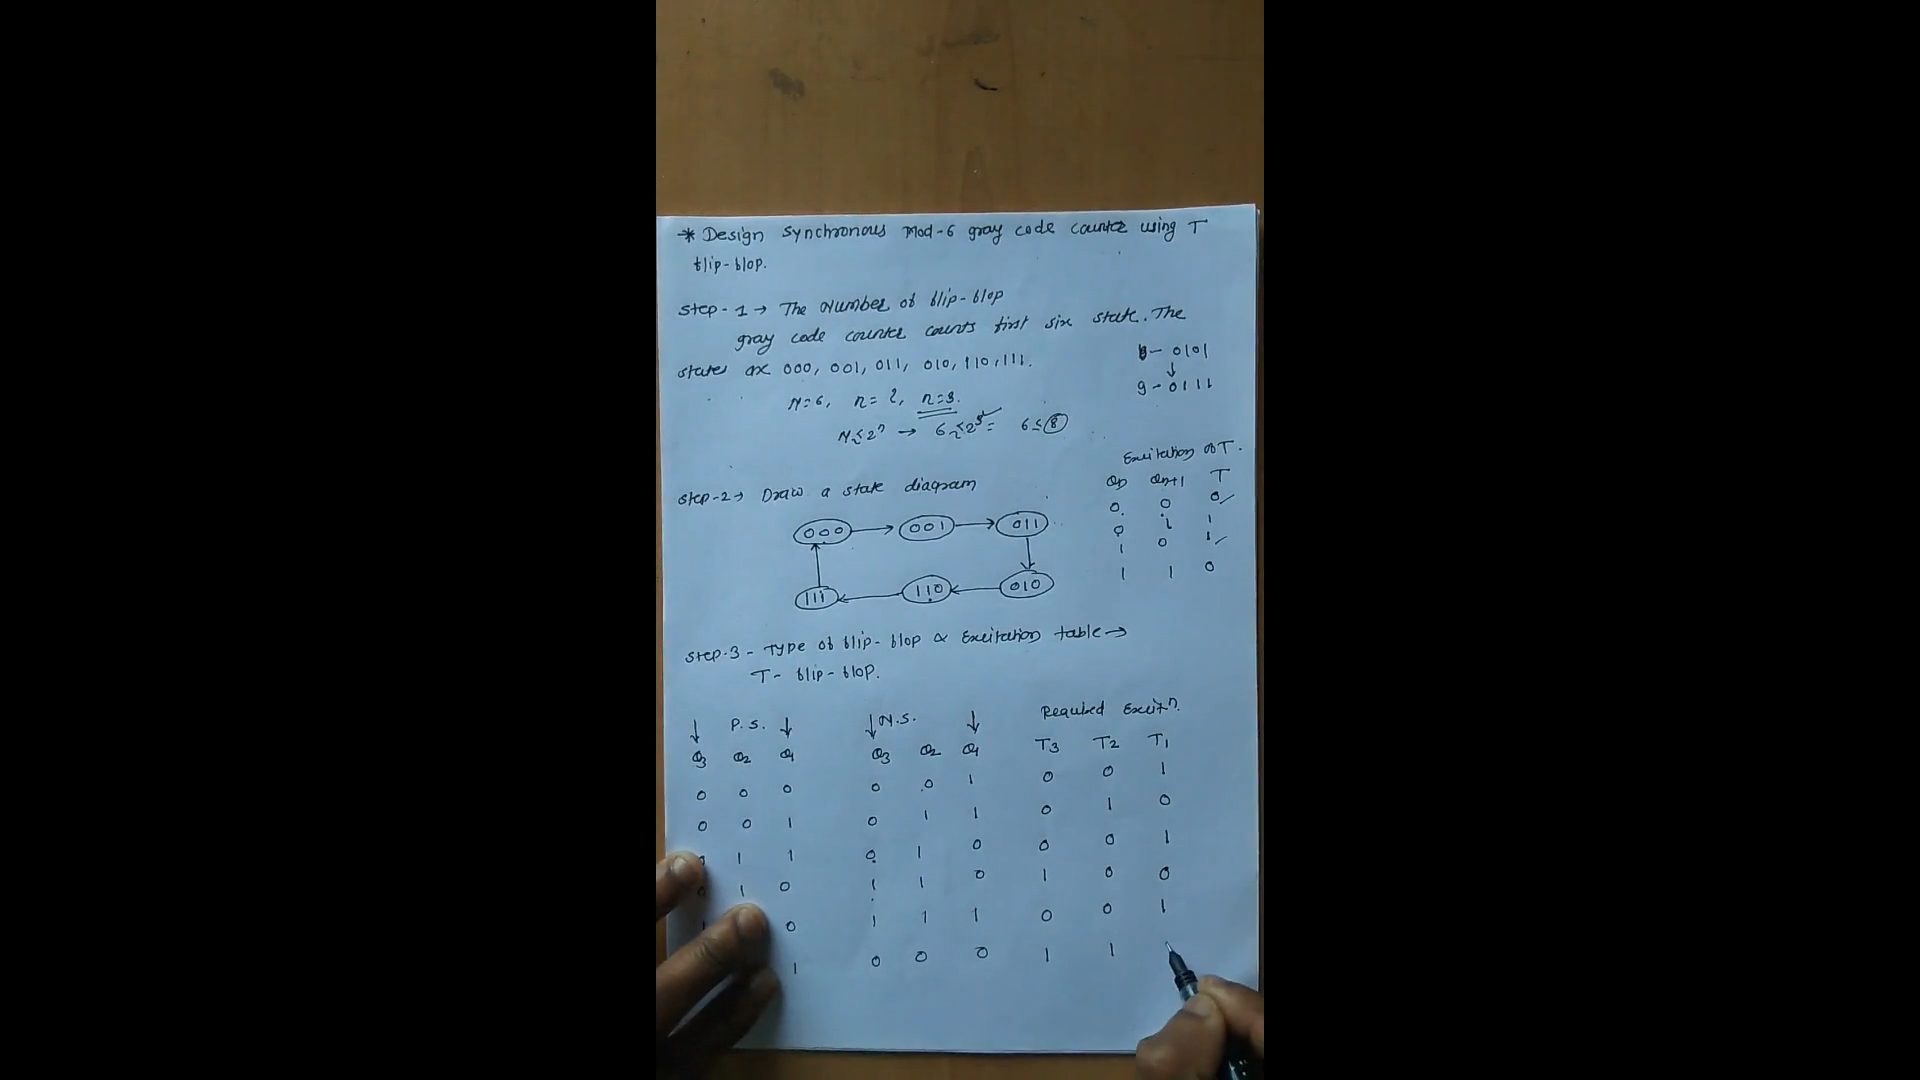 * Design synchronous Mod-6 gray code counter using T
flip-flop.
Step-1 → The Number of flip-flop
gray code counter counts first six state. The
states are 000, 001, 011, 010, 110, 111.
b - 0101
↓
g - 0111
N=6, n=?, n=3.
N≤2ⁿ → 6≤2³= 6≤8
Excitation of T.
Qn Qn+1 T
0 0 0
0 1 1
1 0 1
1 1 0
Step-2 → Draw a state diagram
000 → 001 → 011
111 ← 110 ← 010
Step-3 - Type of flip-flop & Excitation table →
T- flip-flop.
P.S. N.S. Required Excitn.
Q3 Q2 Q1 Q3 Q2 Q1 T3 T2 T1
0 0 0 0 0 1 0 0 1
0 0 1 0 1 1 0 1 0
0 1 1 0 1 0 0 0 1
0 1 0 1 1 0 1 0 0
1 0 1 1 1 0 0 1
1 0 0 0 1 1